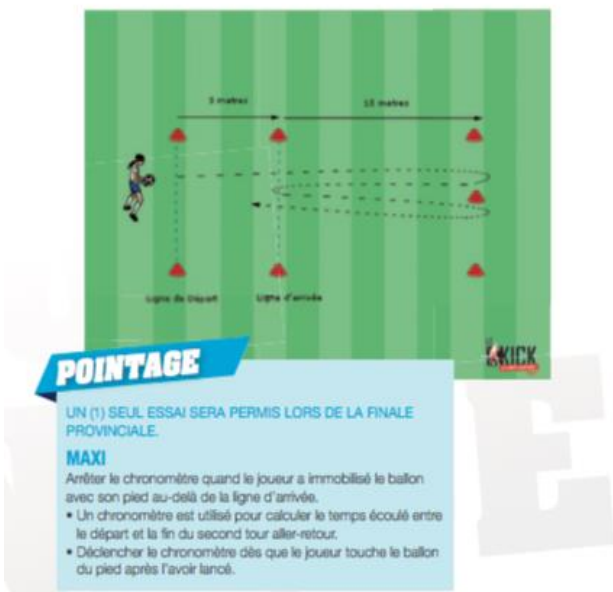 3 metres
15 metres
Ligne de Départ
Ligne d'arrivée
KICK
POINTAGE
UN (1) SEUL ESSAI SERA PERMIS LORS DE LA FINALE
PROVINCIALE.
MAXI
Arrêter le chronomètre quand le joueur a immobilisé le ballon
avec son pied au-delà de la ligne d'arrivée.
• Un chronomètre est utilisé pour calculer le temps écoulé entre
le départ et la fin du second tour aller-retour.
• Déclencher le chronomètre dès que le joueur touche le ballon
du pied après l'avoir lancé.